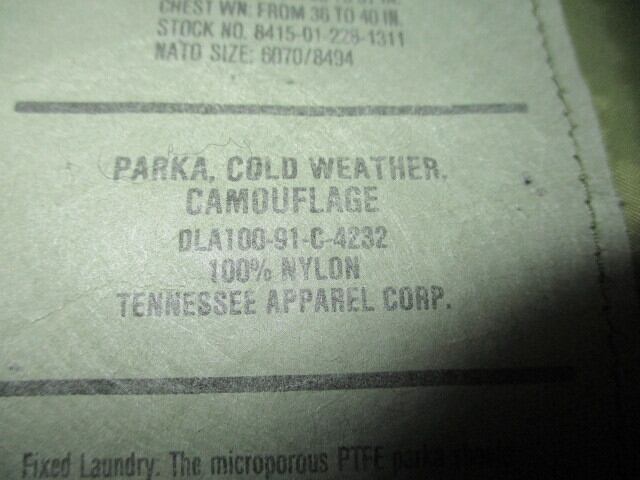 CHEST WN: FROM 36 TO 40 IN.
STOCK NO. 8415-01-228-1311
NATO SIZE: 6070/8494
PARKA, COLD WEATHER,
CAMOUFLAGE
DLA100-91-C-4232
100% NYLON
TENNESSEE APPAREL CORP.
Fixed Laundry: The microporous PTFE parka